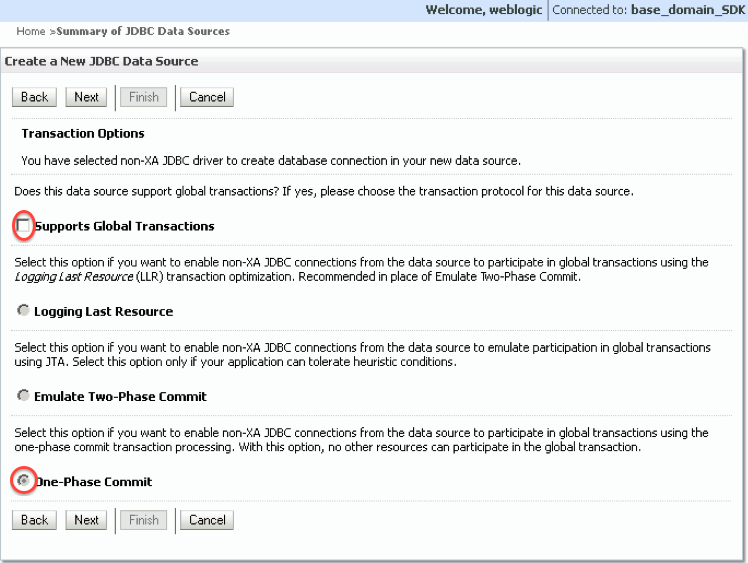 Welcome, weblogic Connected to: base_domain_SDK
Home »Summary of JDBC Data Sources
Create a New JDBC Data Source
Back Next Finish Cancel
Transaction Options
You have selected non-XA JDBC driver to create database connection in your new data source.
Does this data source support global transactions? If yes, please choose the transaction protocol for this data source.
Supports Global Transactions
Select this option if you want to enable non-XA JDBC connections from the data source to participate in global transactions using the
Logging Last Resource (LLR) transaction optimization. Recommended in place of Emulate Two-Phase Commit.
Logging Last Resource
Select this option if you want to enable non-XA JDBC connections from the data source to emulate participation in global transactions
using JTA. Select this option only if your application can tolerate heuristic conditions.
Emulate Two-Phase Commit
Select this option if you want to enable non-XA JDBC connections from the data source to participate in global transactions using the
one-phase commit transaction processing. With this option, no other resources can participate in the global transaction.
One-Phase Commit
Back Next Finish Cancel